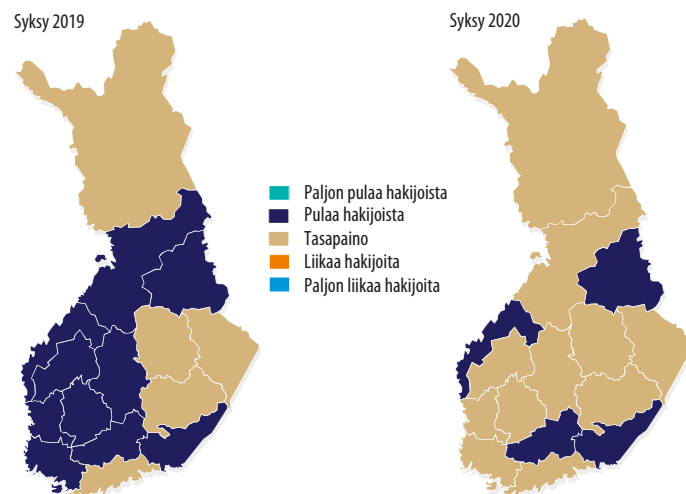 Syksy 2019
Syksy 2020
Paljon pulaa hakijoista
Pulaa hakijoista
Tasapaino
Liikaa hakijoita
Paljon liikaa hakijoita